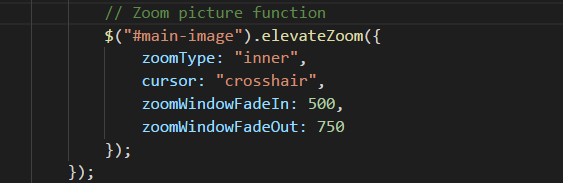 // Zoom picture function
$("#main-image").elevateZoom({
zoomType: "inner",
cursor: "crosshair",
zoomWindowFadeIn: 500,
zoomWindowFadeOut: 750
});
});